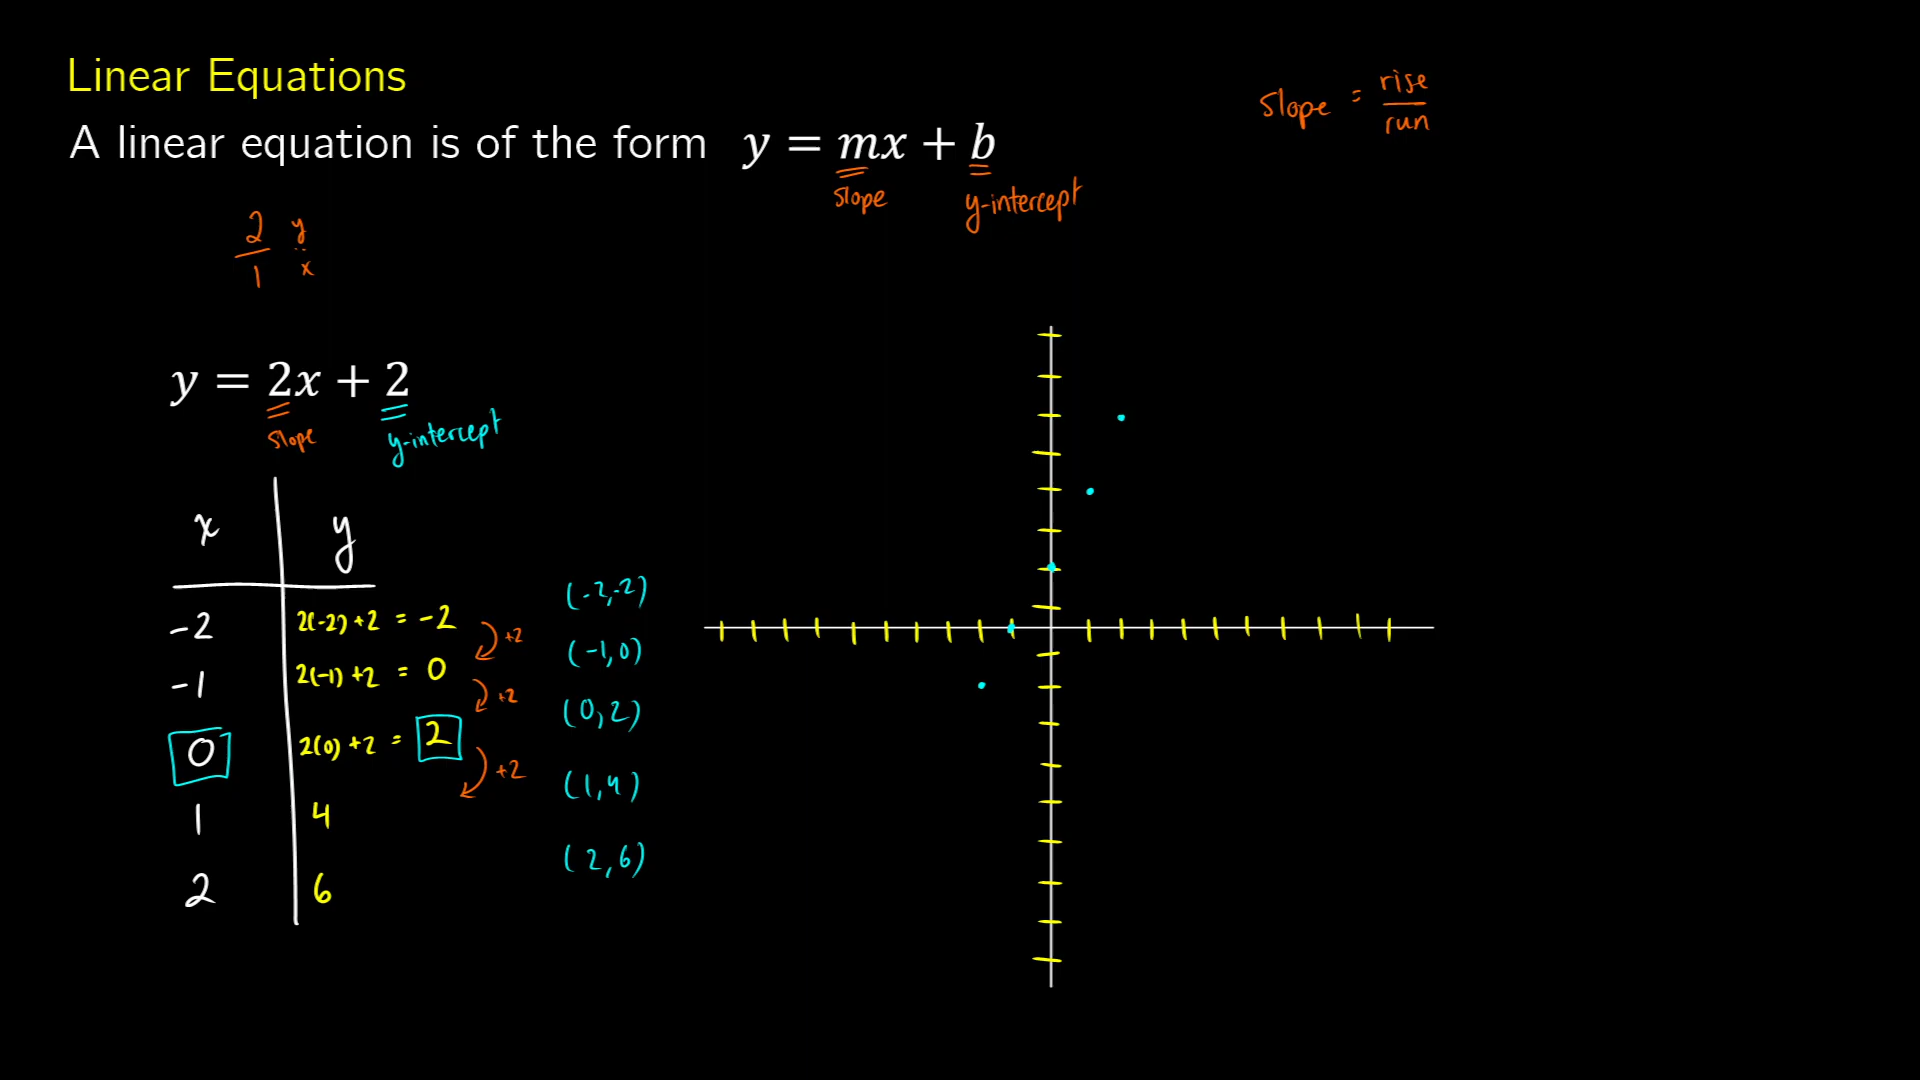 Linear Equations
slope = rise/run
A linear equation is of the form y = mx + b
slope y-intercept
2/1 y/x
y = 2x + 2
slope y-intercept
x y
-2 2(-2) +2 = -2 +2 (-2,-2)
-1 2(-1) +2 = 0 +2 (-1,0)
0 2(0) +2 = 2 +2 (0,2)
1 4 (1,4)
2 6 (2,6)